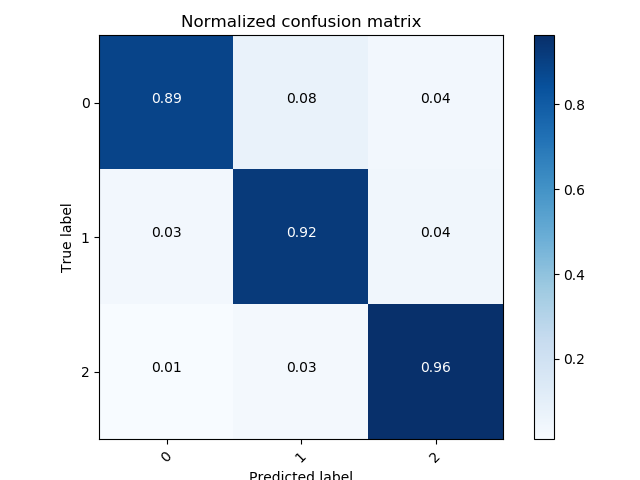 Normalized confusion matrix
0 0.89 0.08 0.04
True label
1 0.03 0.92 0.04
2 0.01 0.03 0.96
0 1 2
Predicted label
0.8
0.6
0.4
0.2